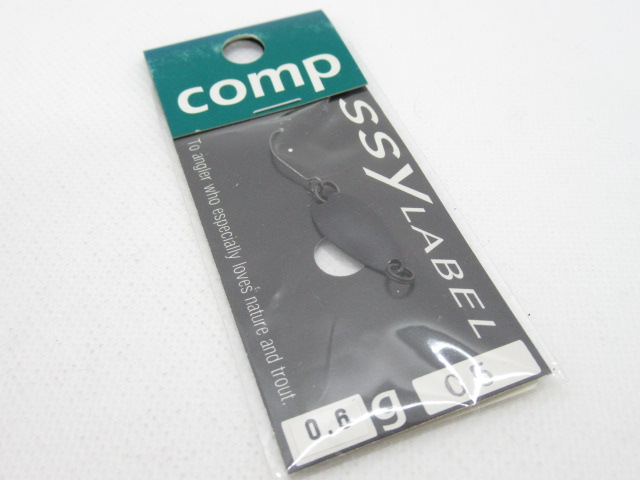 comp
ssy LABEL
To angler who especially loves nature and trout.
0.6 g